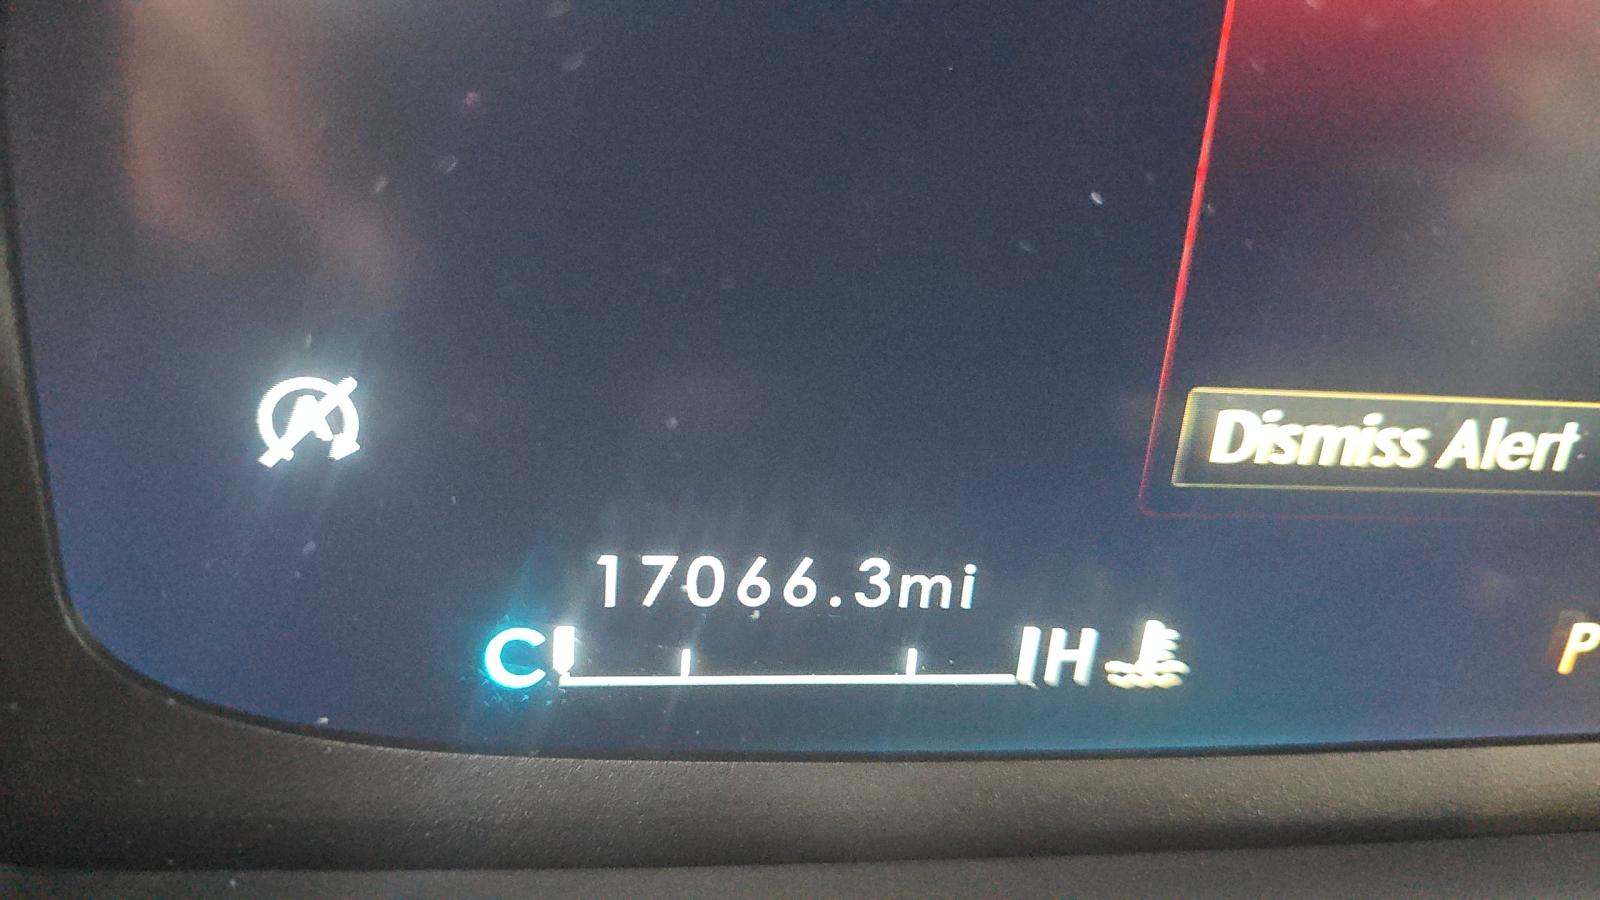 A
Dismiss Alert
17066.3mi
C H
P